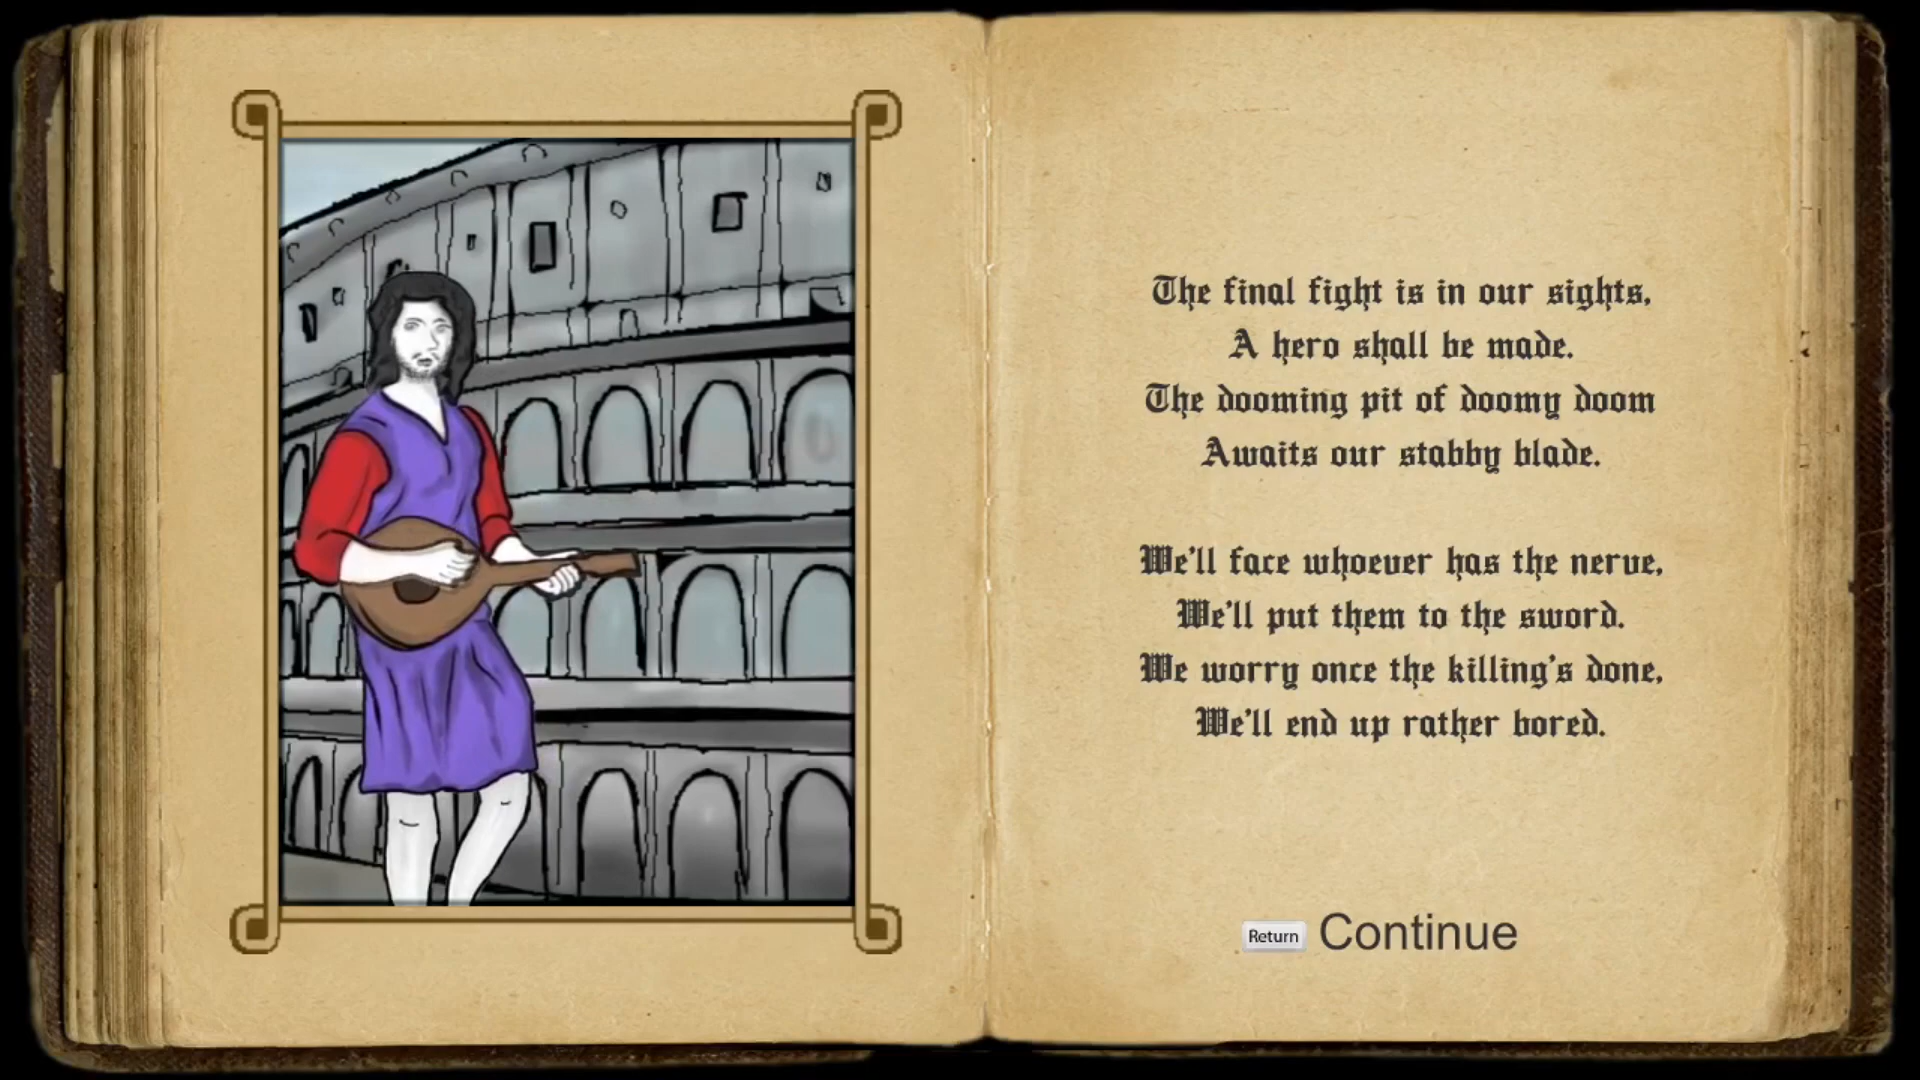 The final fight is in our sights,
A hero shall be made.
The dooming pit of doomy doom
Awaits our stabby blade.
We'll face whoever has the nerve,
We'll put them to the sword.
We worry once the killing's done,
We'll end up rather bored.
Return Continue